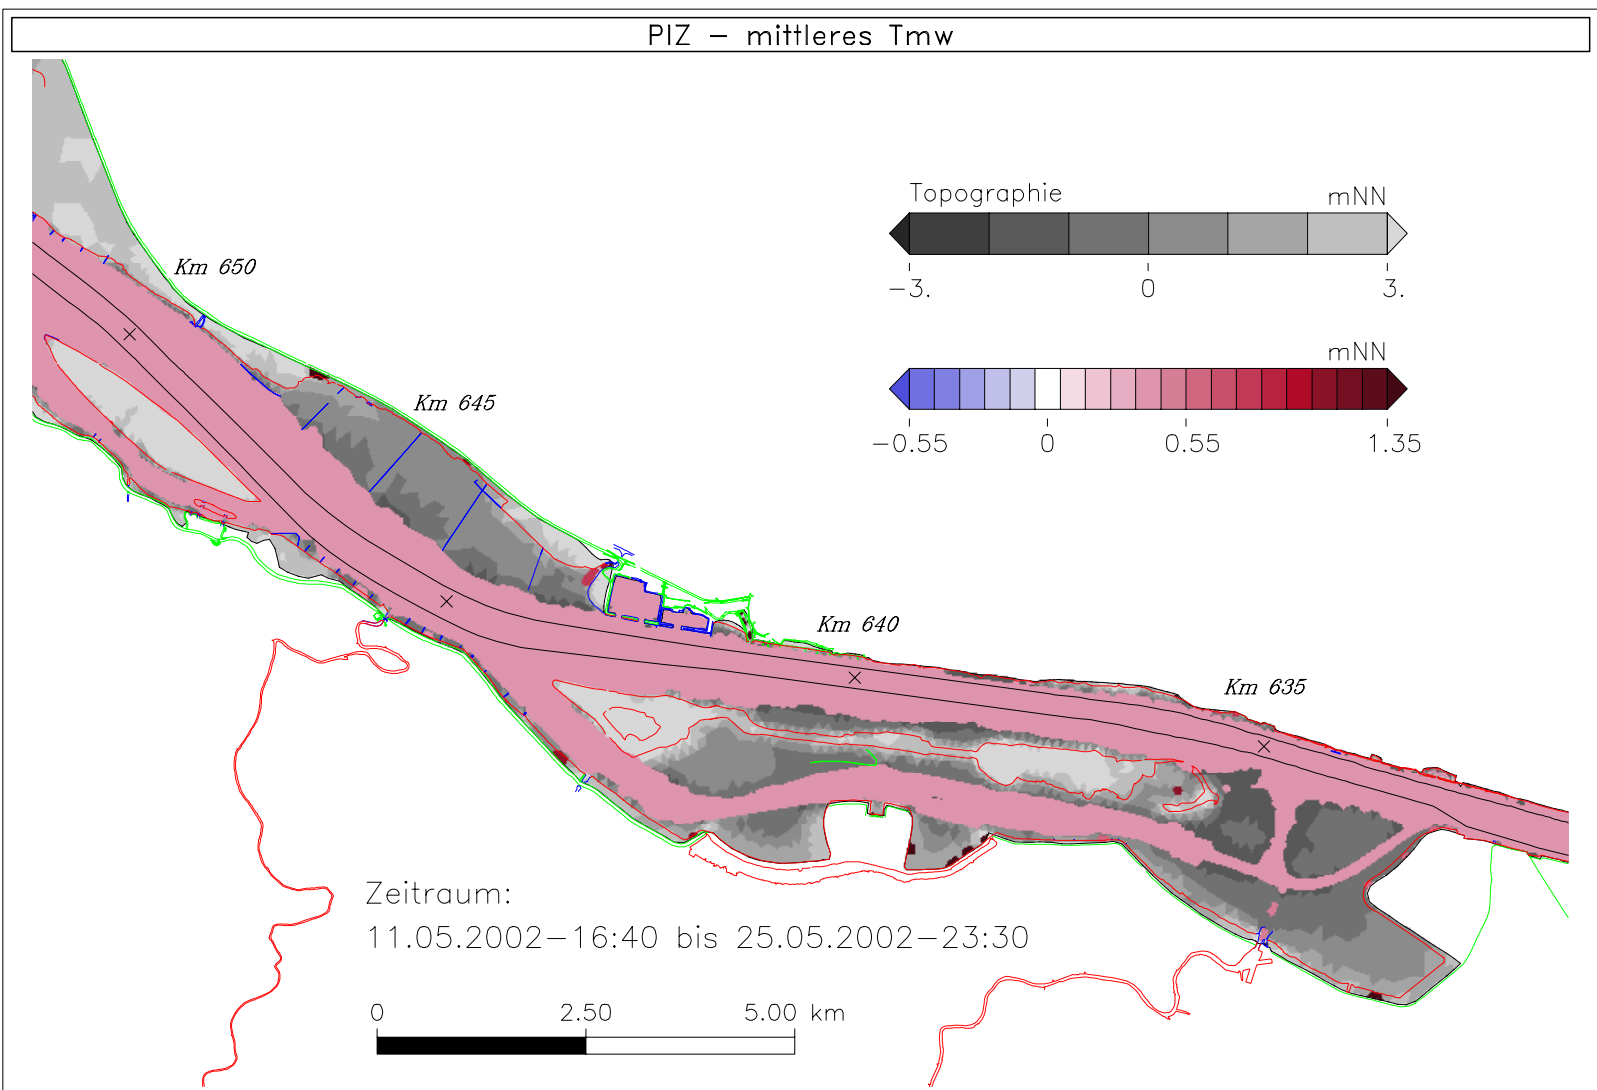 PIZ – mittleres Tmw
Topographie mNN
−3. 0 3.
Km 650
mNN
−0.55 0 0.55 1.35
Km 645
Km 640
Km 635
Zeitraum:
11.05.2002−16:40 bis 25.05.2002−23:30
0 2.50 5.00 km